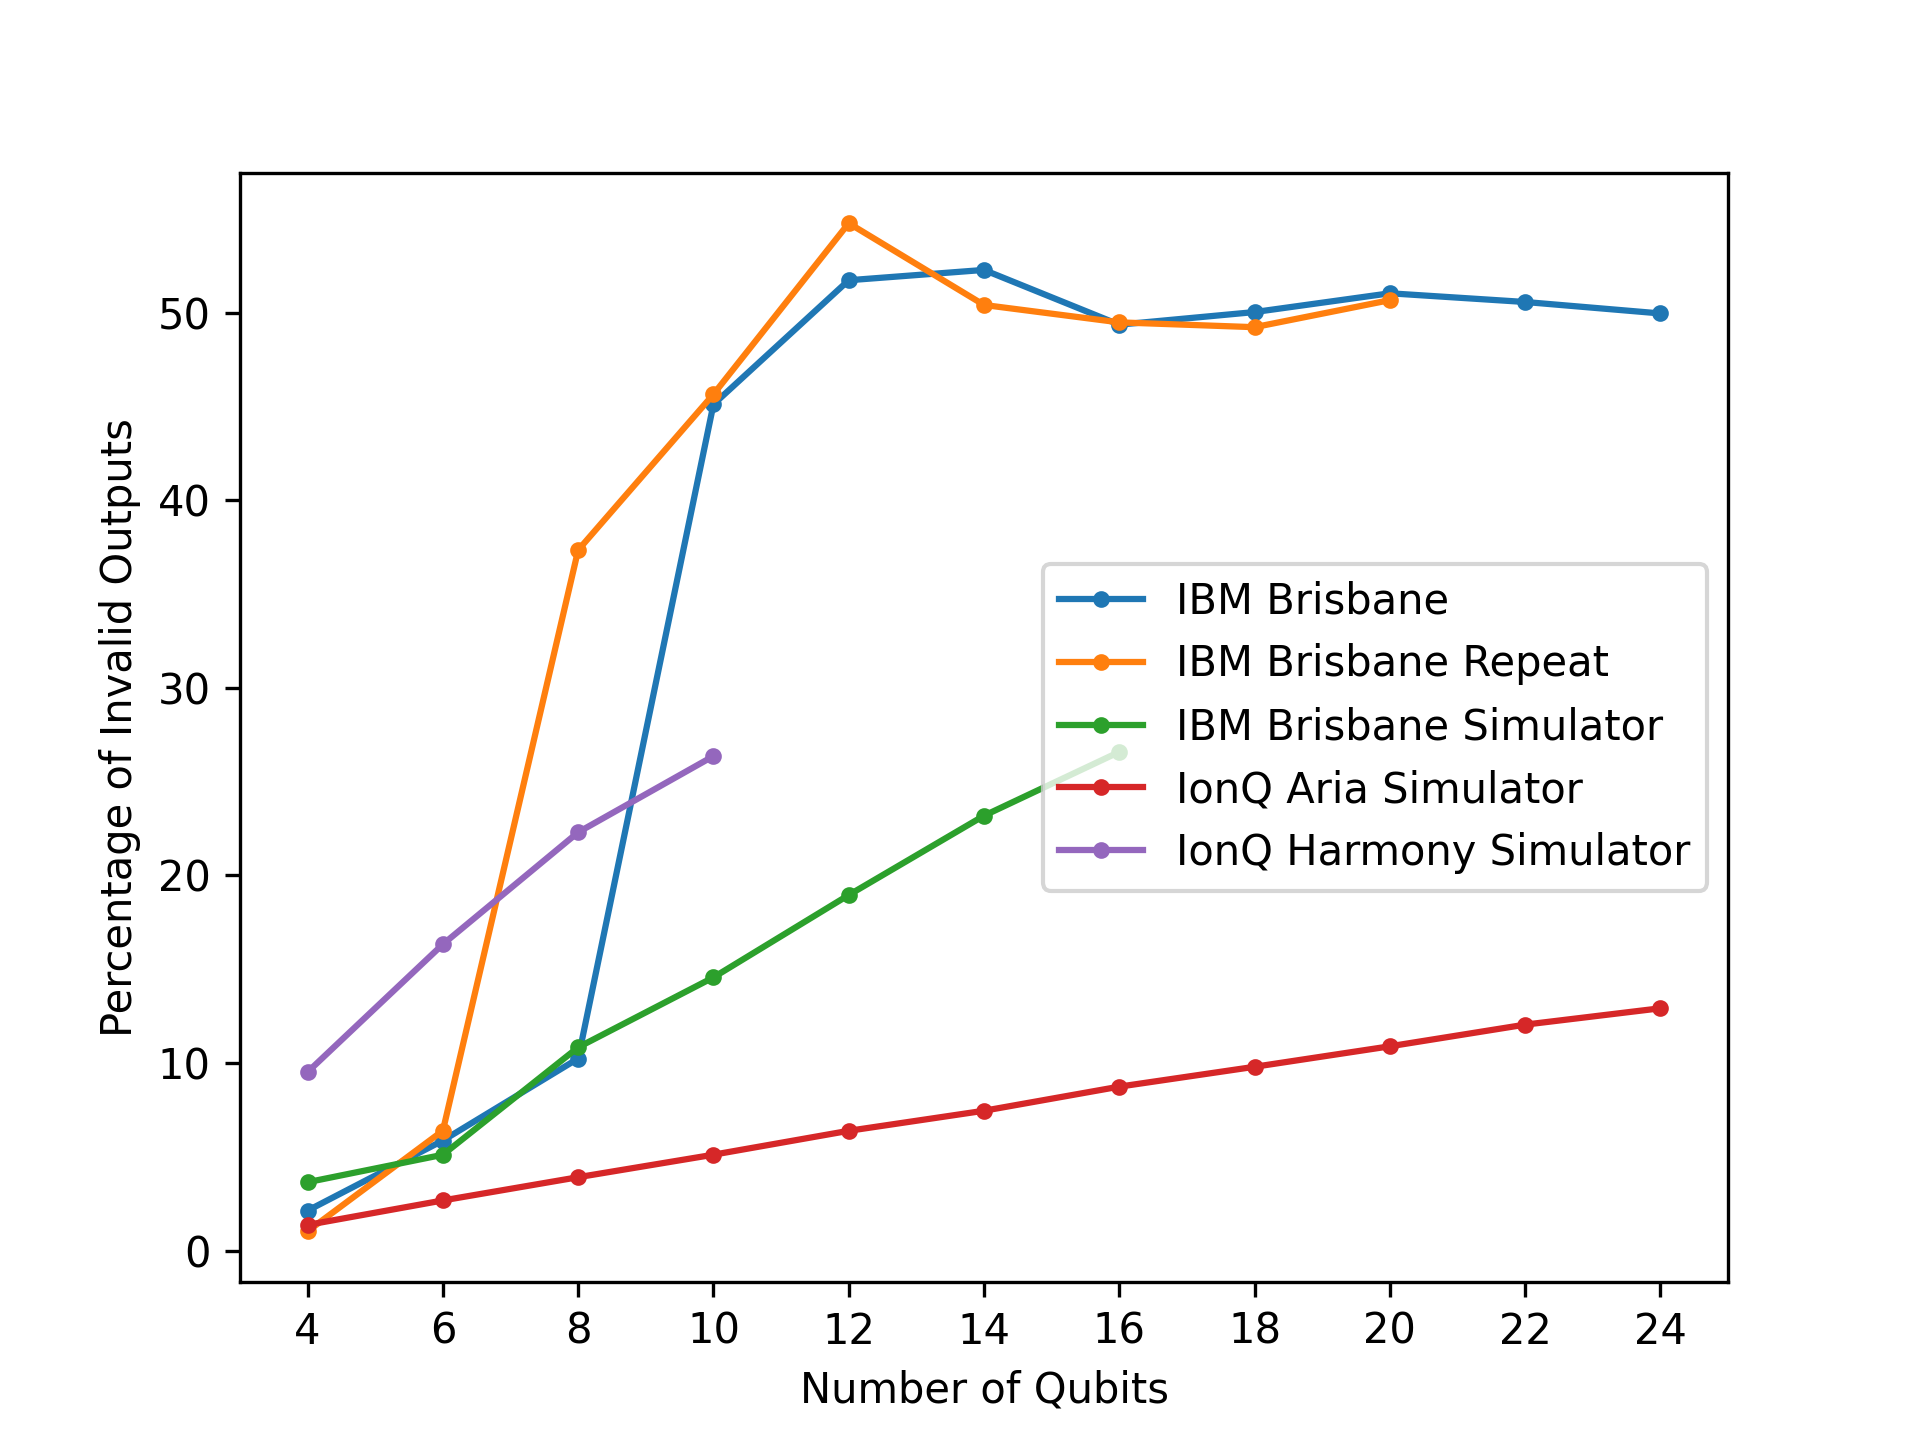 Percentage of Invalid Outputs
50
40
30
20
10
0
IBM Brisbane
IBM Brisbane Repeat
IBM Brisbane Simulator
IonQ Aria Simulator
IonQ Harmony Simulator
4 6 8 10 12 14 16 18 20 22 24
Number of Qubits